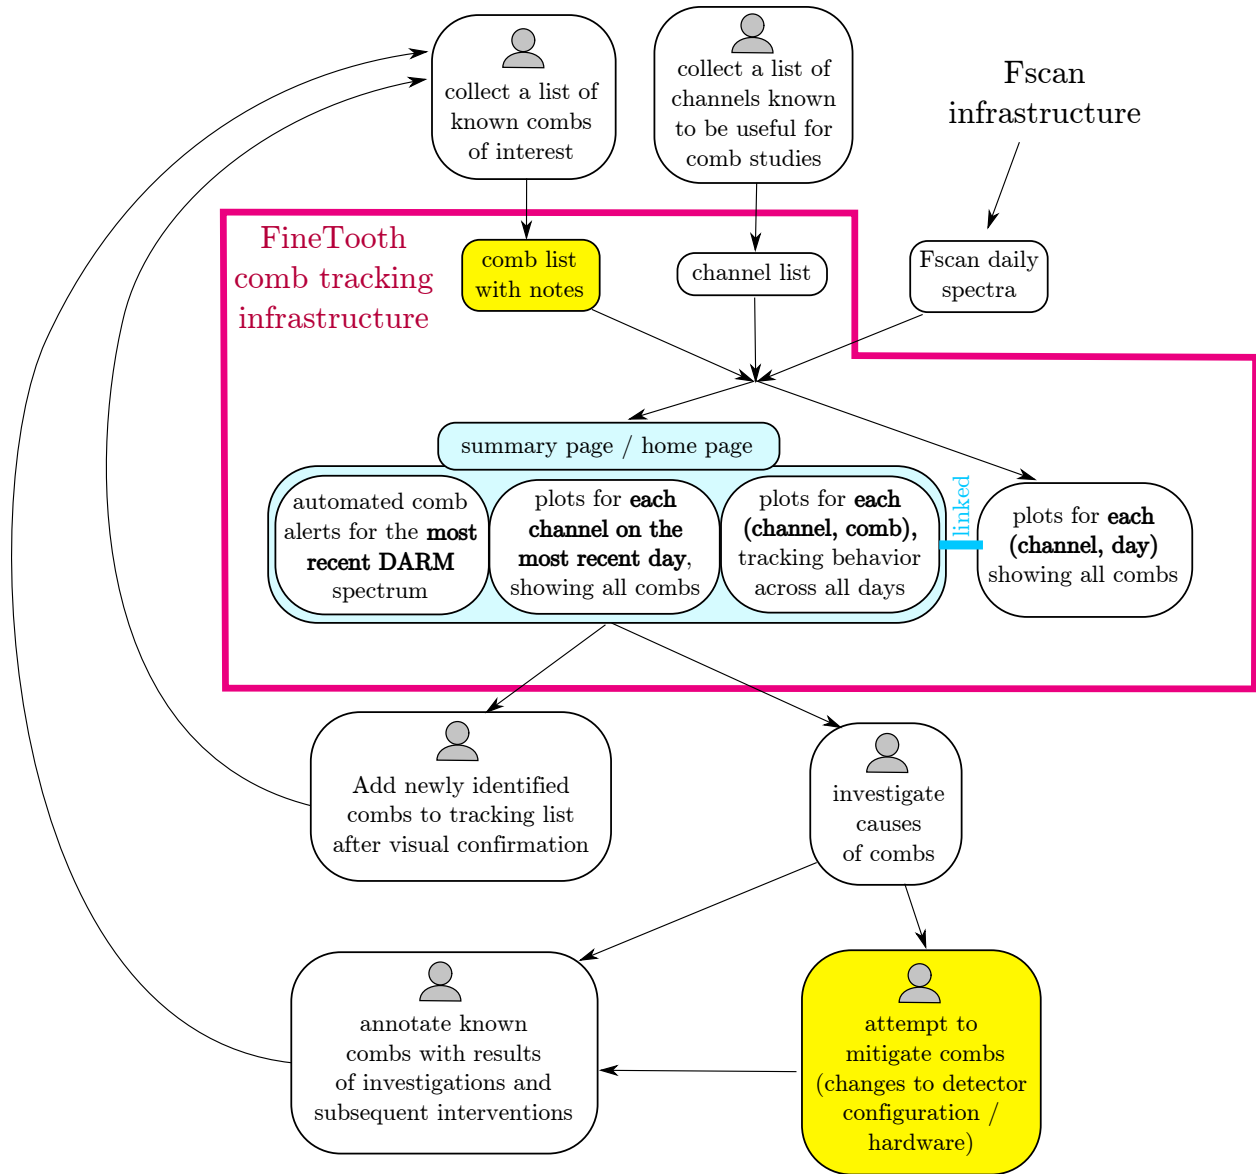 collect a list of
known combs
of interest
collect a list of
channels known
to be useful for
comb studies
Fscan
infrastructure
FineTooth
comb tracking
infrastructure
comb list
with notes
channel list
Fscan daily
spectra
summary page / home page
automated comb
alerts for the most
recent DARM
spectrum
plots for each
channel on the
most recent day,
showing all combs
plots for each
(channel, comb),
tracking behavior
across all days
linked
plots for each
(channel, day)
showing all combs
Add newly identified
combs to tracking list
after visual confirmation
investigate
causes
of combs
annotate known
combs with results
of investigations and
subsequent interventions
attempt to
mitigate combs
(changes to detector
configuration /
hardware)